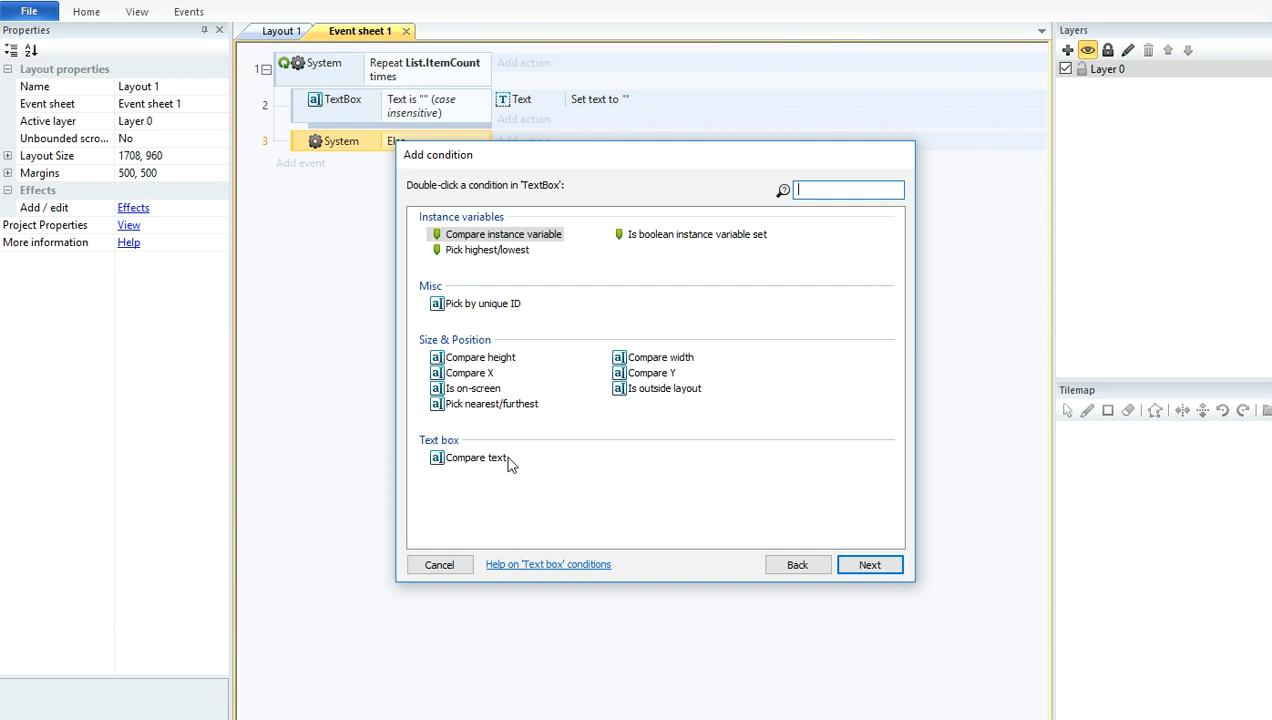 File Home View Events
Properties
Layout 1 Event sheet 1
Layers
Layout properties
Name Layout 1
Event sheet Event sheet 1
Active layer Layer 0
Unbounded scro... No
Layout Size 1708, 960
Margins 500, 500
Effects
Add / edit Effects
Project Properties View
More information Help
1 System Repeat List.ItemCount times Add action
2 TextBox Text is "" (case insensitive) T Text Set text to ""
Add action
3 System
Add event
Layer 0
Add condition
Double-click a condition in 'TextBox':
Instance variables
Compare instance variable Is boolean instance variable set
Pick highest/lowest
Misc
Pick by unique ID
Size & Position
Compare height Compare width
Compare X Compare Y
Is on-screen Is outside layout
Pick nearest/furthest
Text box
Compare text
Cancel Help on 'Text box' conditions Back Next
Tilemap